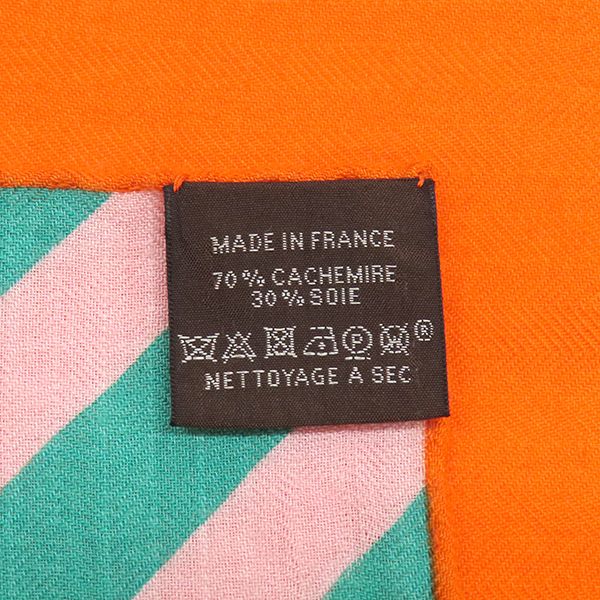 MADE IN FRANCE
70% CACHEMIRE
30% SOIE
P ®
NETTOYAGE A SEC